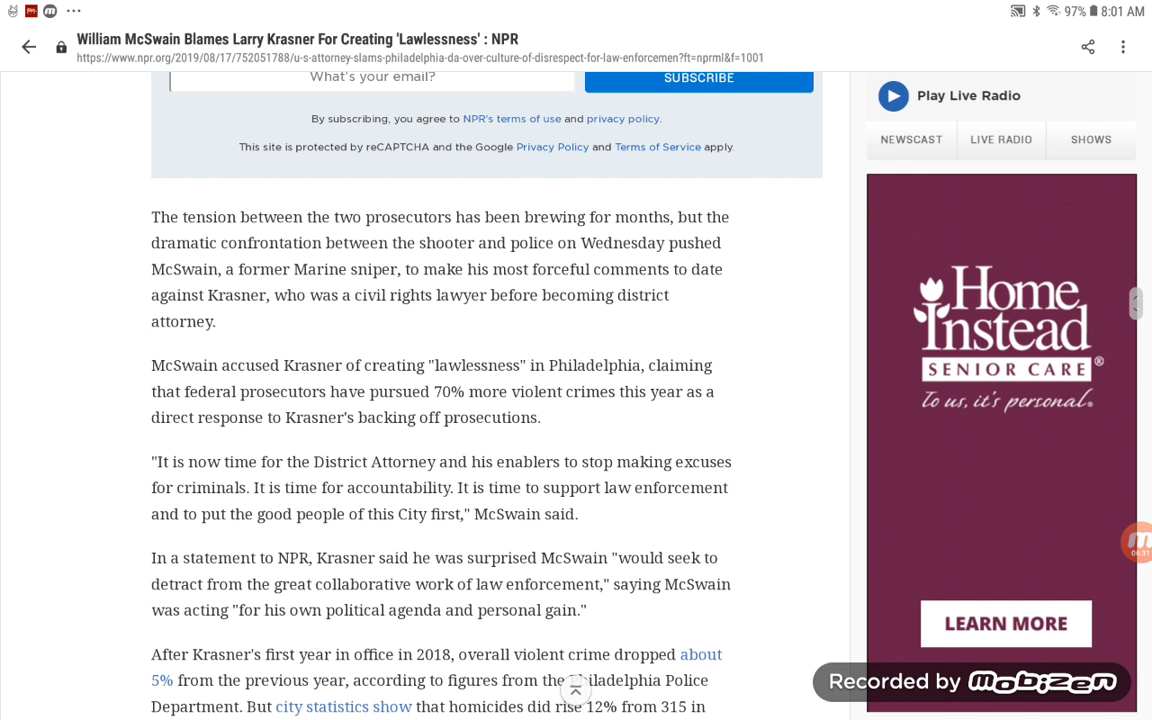 97% 8:01 AM
William McSwain Blames Larry Krasner For Creating 'Lawlessness' : NPR
https://www.npr.org/2019/08/17/752051788/u-s-attorney-slams-philadelphia-da-over-culture-of-disrespect-for-law-enforcemen?ft=nprml&f=1001
What's your email?
SUBSCRIBE
By subscribing, you agree to NPR's terms of use and privacy policy.
This site is protected by reCAPTCHA and the Google Privacy Policy and Terms of Service apply.
The tension between the two prosecutors has been brewing for months, but the
dramatic confrontation between the shooter and police on Wednesday pushed
McSwain, a former Marine sniper, to make his most forceful comments to date
against Krasner, who was a civil rights lawyer before becoming district
attorney.
McSwain accused Krasner of creating "lawlessness" in Philadelphia, claiming
that federal prosecutors have pursued 70% more violent crimes this year as a
direct response to Krasner's backing off prosecutions.
"It is now time for the District Attorney and his enablers to stop making excuses
for criminals. It is time for accountability. It is time to support law enforcement
and to put the good people of this City first," McSwain said.
In a statement to NPR, Krasner said he was surprised McSwain "would seek to
detract from the great collaborative work of law enforcement," saying McSwain
was acting "for his own political agenda and personal gain."
After Krasner's first year in office in 2018, overall violent crime dropped about
5% from the previous year, according to figures from the Philadelphia Police
Department. But city statistics show that homicides did rise 12% from 315 in
Play Live Radio
NEWSCAST LIVE RADIO SHOWS
Home
Instead
SENIOR CARE®
To us, it's personal.
LEARN MORE
06:31
Recorded by mobizen